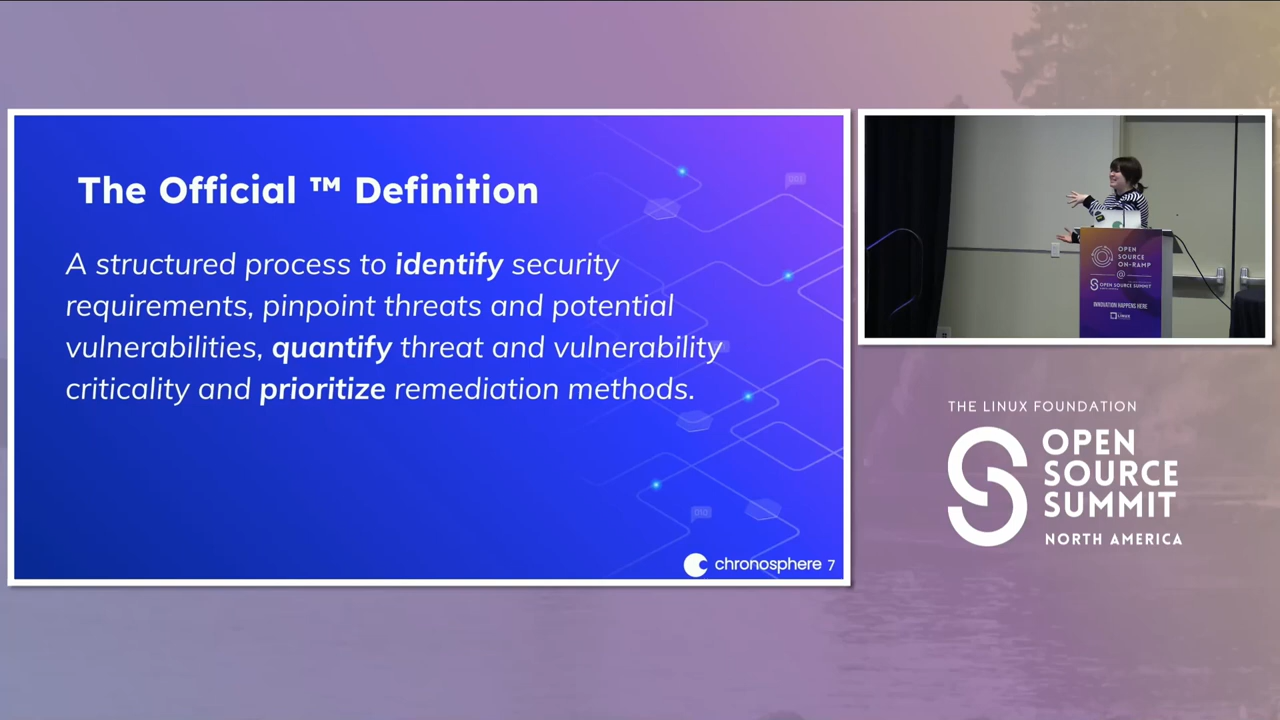 The Official ™ Definition
A structured process to identify security
requirements, pinpoint threats and potential
vulnerabilities, quantify threat and vulnerability
criticality and prioritize remediation methods.
chronosphere 7
OPEN
SOURCE
ON-RAMP
@
OPEN SOURCE SUMMIT
INNOVATION HAPPENS HERE
LINUX
THE LINUX FOUNDATION
OPEN
SOURCE
SUMMIT
NORTH AMERICA